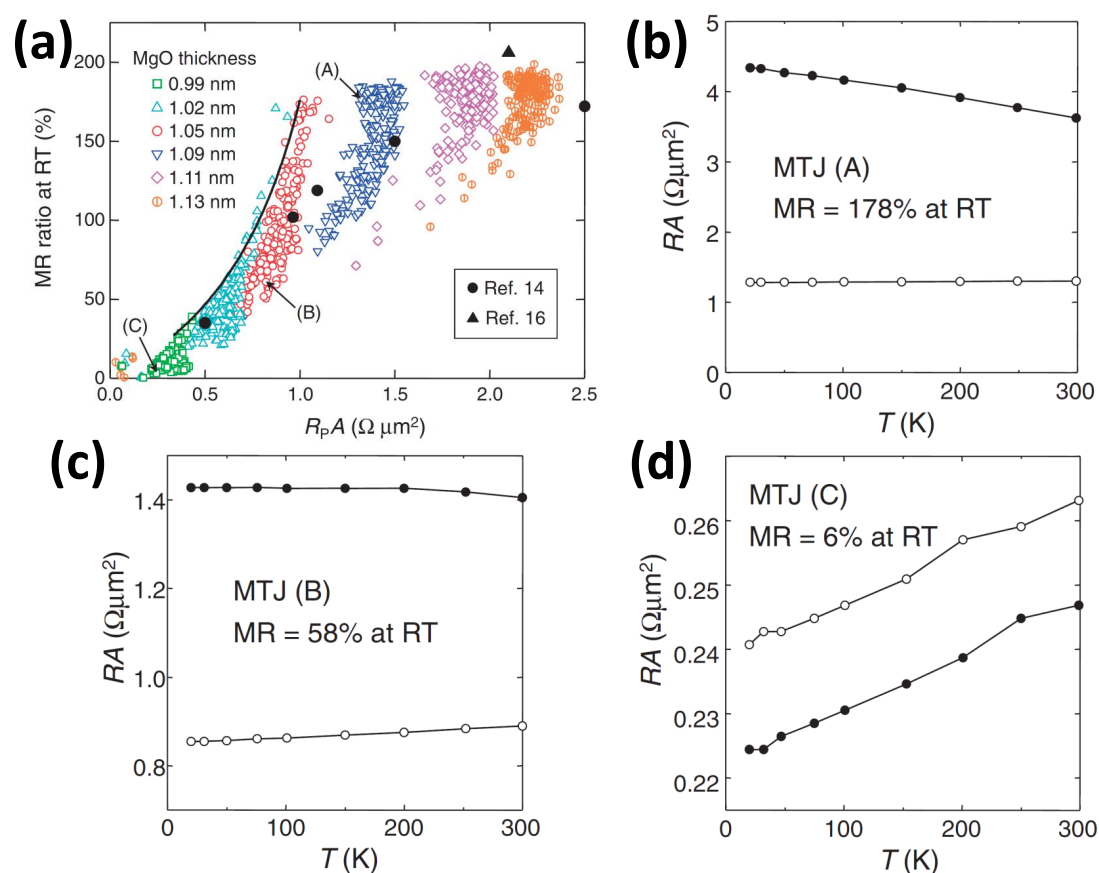 (a)
MR ratio at RT (%)
200
150
100
50
0
MgO thickness
0.99 nm
1.02 nm
1.05 nm
1.09 nm
1.11 nm
1.13 nm
(A)
(B)
(C)
Ref. 14
Ref. 16
0.0 0.5 1.0 1.5 2.0 2.5
RPA (Ω μm²)
(b)
RA (Ωμm²)
5
4
3
2
1
0
MTJ (A)
MR = 178% at RT
0 100 200 300
T (K)
(c)
RA (Ωμm²)
1.4
1.2
1.0
0.8
MTJ (B)
MR = 58% at RT
0 100 200 300
T (K)
(d)
RA (Ωμm²)
0.26
0.25
0.24
0.23
0.22
MTJ (C)
MR = 6% at RT
0 100 200 300
T (K)